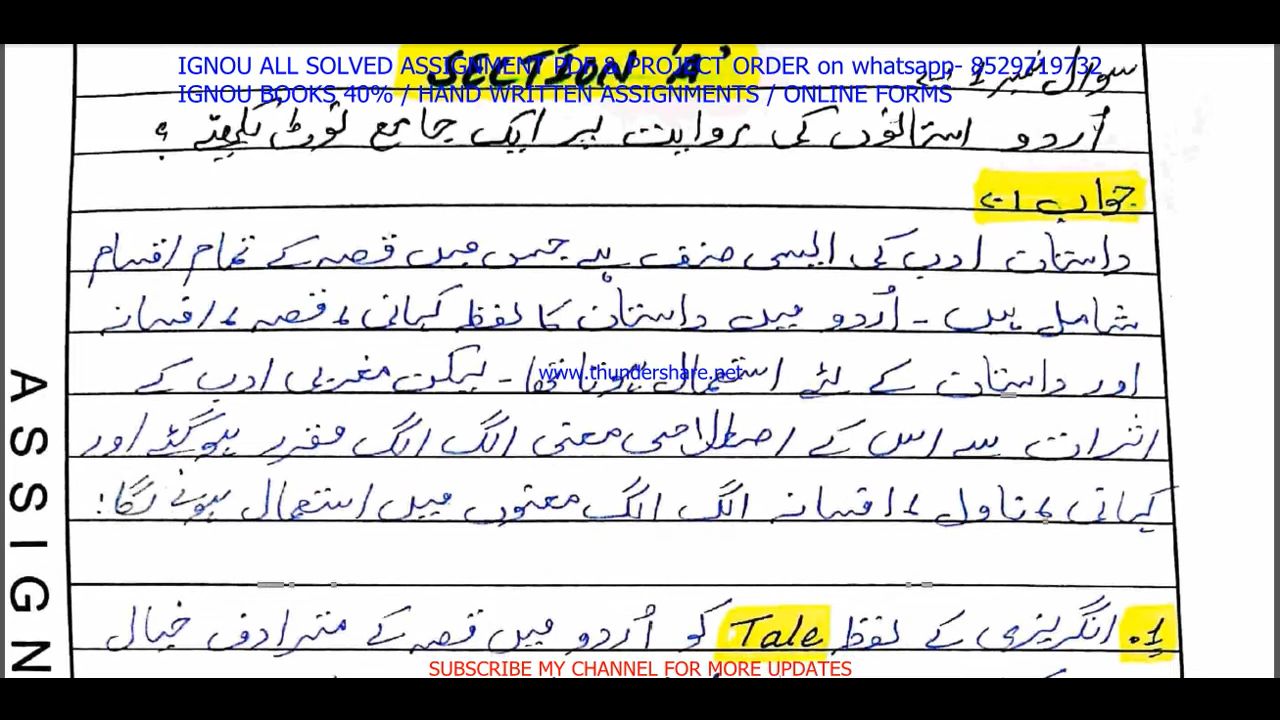 SECTION 'A'
IGNOU ALL SOLVED ASSIGNMENT PDF & PROJECT ORDER on whatsapp- 8529719732
سوال نمبر 1 :-
IGNOU BOOKS 40% / HAND WRITTEN ASSIGNMENTS / ONLINE FORMS
اُردو استانوں کی روایت پر ایک جامع نوٹ لکھیے ؟
جواب :-
داستان ادب کی ایسی صنف ہے جس میں قصہ کے تمام اقسام
شامل ہیں ۔ اُردو میں داستان کا لفظ کہانی ، قصہ ، افسانہ
اور داستان کے لئے استعمال ہوتا تھا ۔ لیکن مغربی ادب کے
www.thundershare.net
اثرات سے اس کے اصطلاحی معنی الگ الگ مقرر ہوگئے اور
کہانی ، ناول ، افسانہ الگ الگ معنوں میں استعمال ہونے لگا :
1. انگریزی کے لفظ Tale کو اُردو میں قصہ کے مترادف خیال
SUBSCRIBE MY CHANNEL FOR MORE UPDATES
ASSIGN